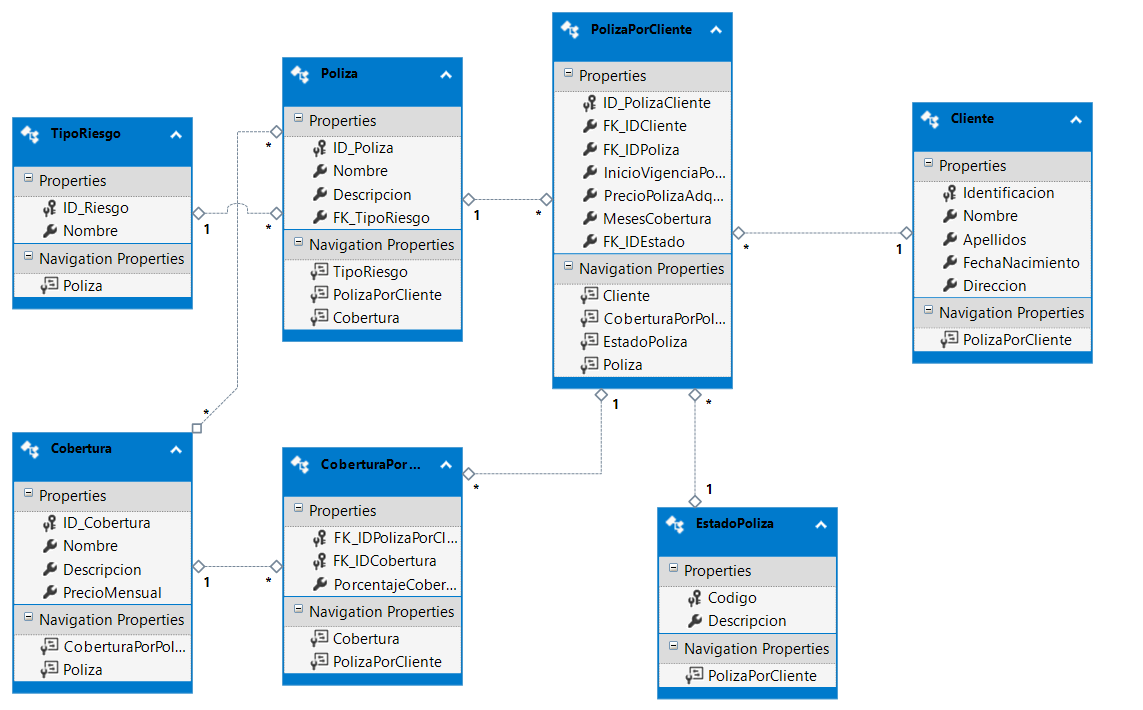 TipoRiesgo
Properties
ID_Riesgo
Nombre
Navigation Properties
Poliza
1
*
*
*
Poliza
Properties
ID_Poliza
Nombre
Descripcion
FK_TipoRiesgo
Navigation Properties
TipoRiesgo
PolizaPorCliente
Cobertura
1
*
PolizaPorCliente
Properties
ID_PolizaCliente
FK_IDCliente
FK_IDPoliza
InicioVigenciaPo...
PrecioPolizaAdq...
MesesCobertura
FK_IDEstado
Navigation Properties
Cliente
CoberturaPorPol...
EstadoPoliza
Poliza
*
1
Cliente
Properties
Identificacion
Nombre
Apellidos
FechaNacimiento
Direccion
Navigation Properties
PolizaPorCliente
*
Cobertura
Properties
ID_Cobertura
Nombre
Descripcion
PrecioMensual
Navigation Properties
CoberturaPorPol...
Poliza
1
*
CoberturaPor ...
Properties
FK_IDPolizaPorCl...
FK_IDCobertura
PorcentajeCober...
Navigation Properties
Cobertura
PolizaPorCliente
*
1
*
1
EstadoPoliza
Properties
Codigo
Descripcion
Navigation Properties
PolizaPorCliente